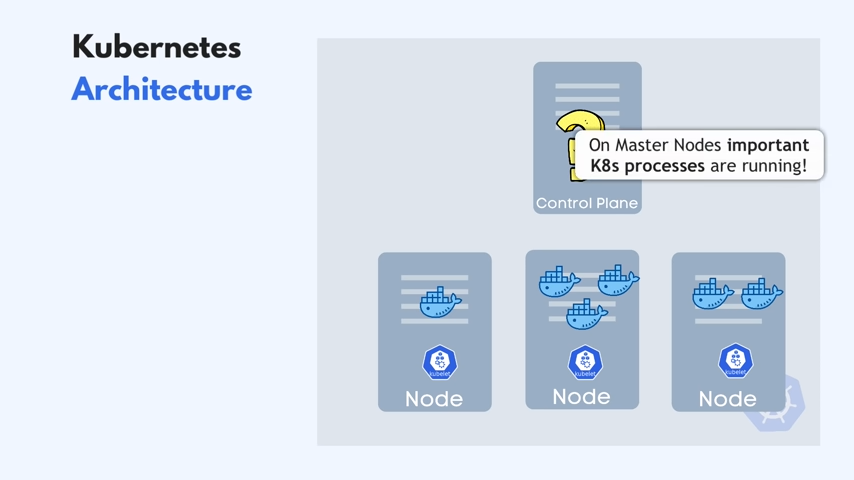 Kubernetes
Architecture
On Master Nodes important
K8s processes are running!
Control Plane
kubelet
kubelet
kubelet
Node
Node
Node